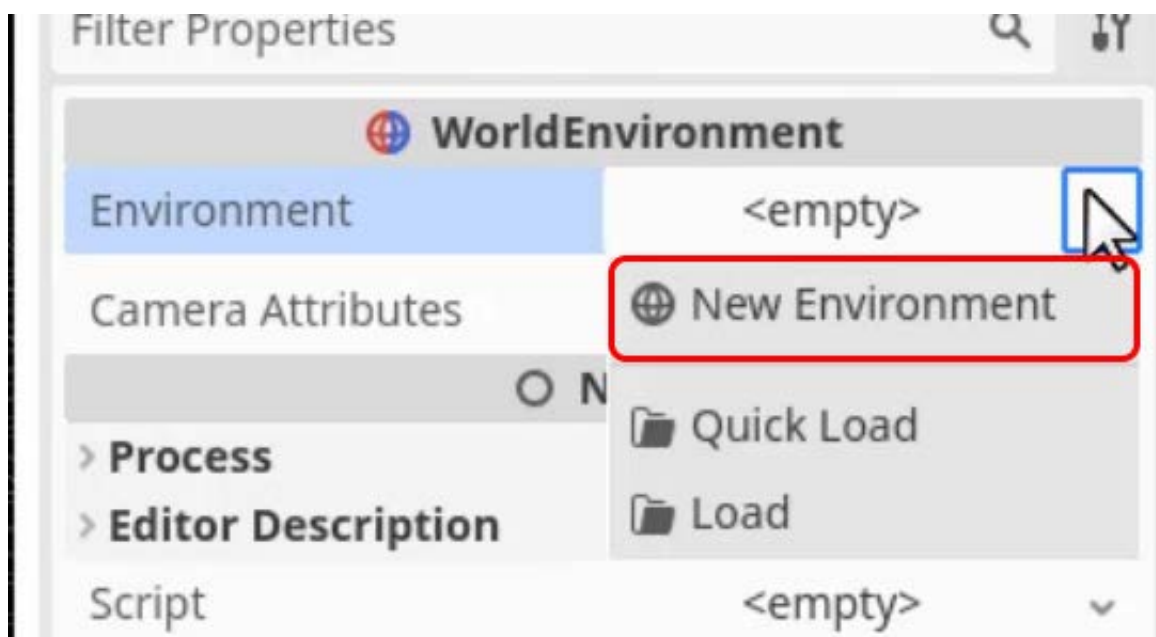 Filter Properties
WorldEnvironment
Environment <empty>
New Environment
Camera Attributes
N
Quick Load
Process
Load
Editor Description
Script <empty>